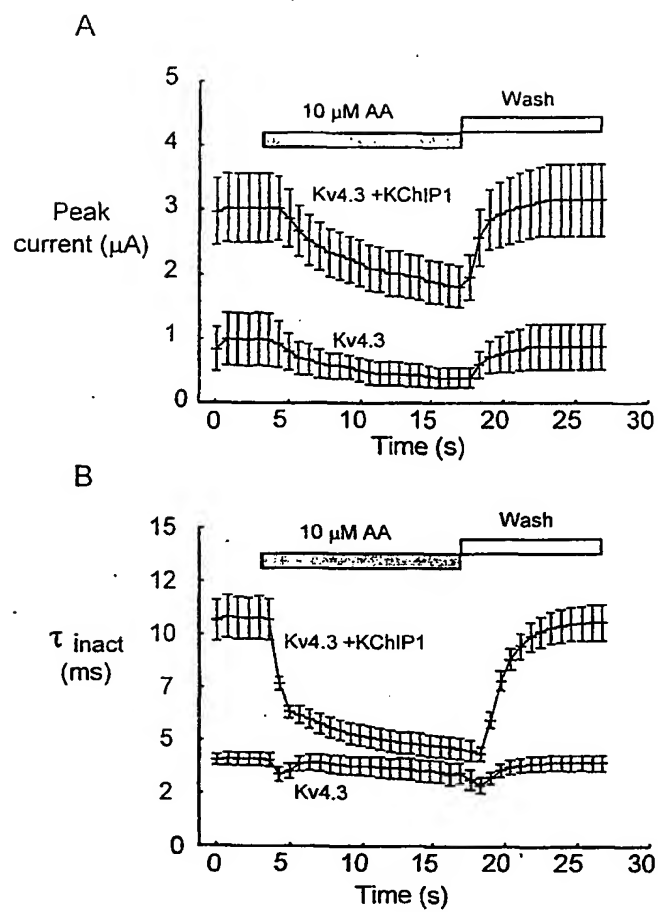 A
5
4
3
2
1
0
Peak
current (μA)
10 μM AA
Wash
Kv4.3 +KChIP1
Kv4.3
0
5
10
15
20
25
30
Time (s)
B
15
12
10
7
5
2
0
τ inact
(ms)
10 μM AA
Wash
Kv4.3 +KChIP1
Kv4.3
0
5
10
15
20
25
30
Time (s)